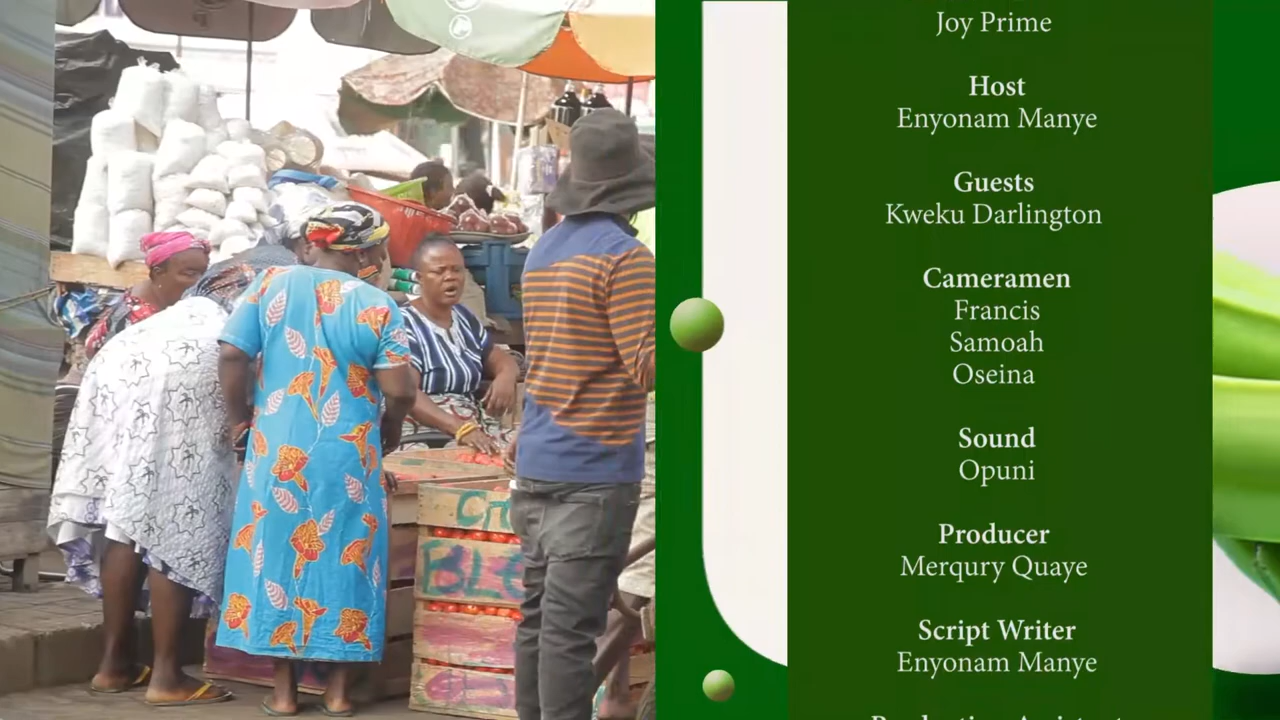 Joy Prime
Host
Enyonam Manye
Guests
Kweku Darlington
Cameramen
Francis
Samoah
Oseina
Sound
Opuni
Producer
Merqury Quaye
Script Writer
Enyonam Manye